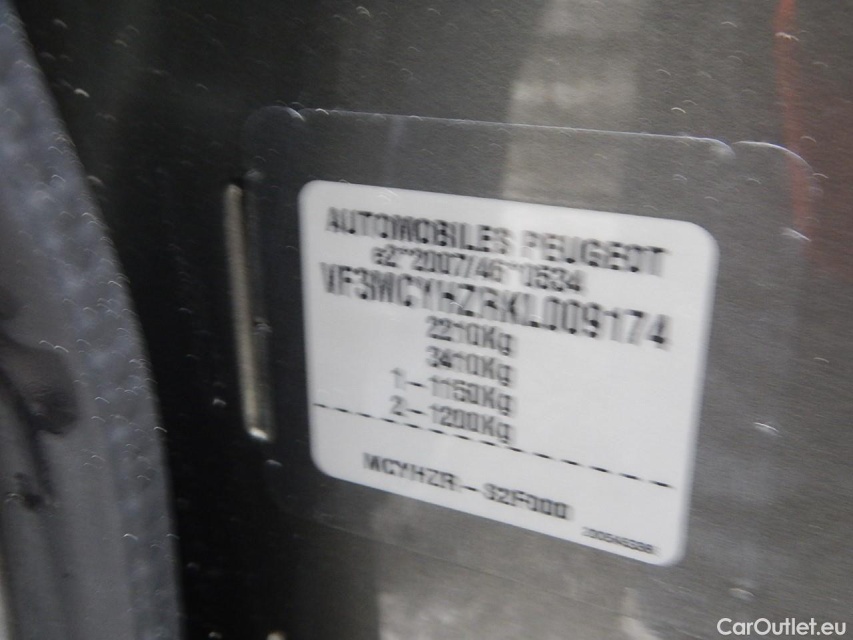 AUTOMOBILES PEUGEOT
e2*2007/46*0534
VF3MCYHZRKL009174
2210Kg
3410Kg
1.-1150Kg
2.-1200Kg
MCYHZR.-S2F000
CarOutlet.eu